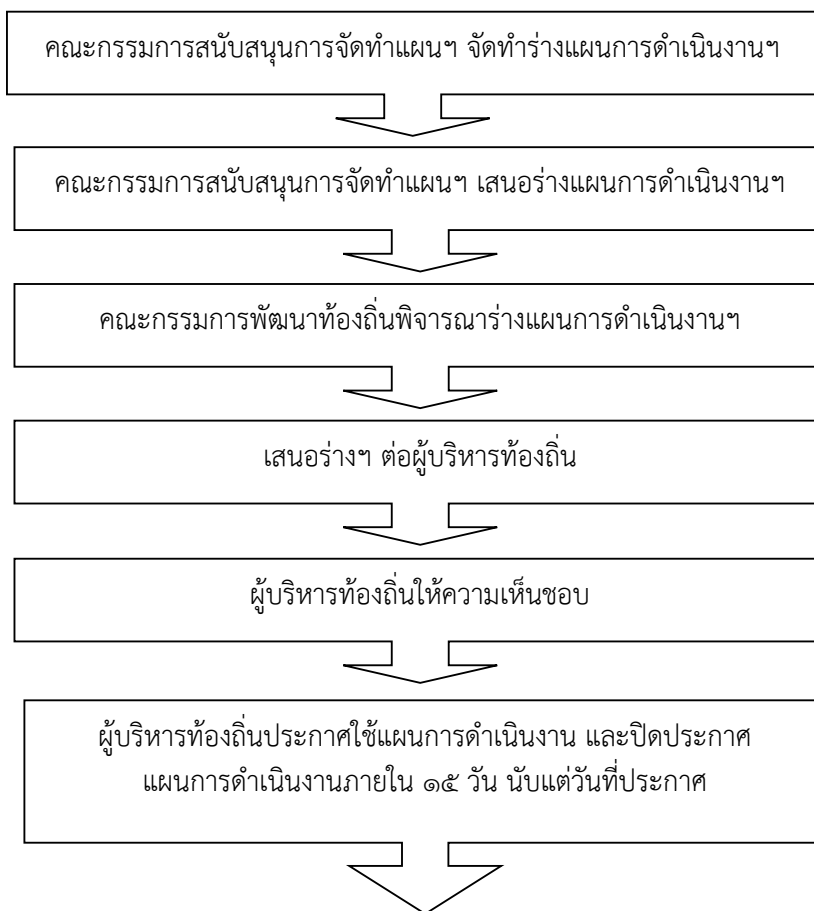 คณะกรรมการสนับสนุนการจัดทำแผนฯ จัดทำร่างแผนการดำเนินงานฯ
คณะกรรมการสนับสนุนการจัดทำแผนฯ เสนอร่างแผนการดำเนินงานฯ
คณะกรรมการพัฒนาท้องถิ่นพิจารณาร่างแผนการดำเนินงานฯ
เสนอร่างฯ ต่อผู้บริหารท้องถิ่น
ผู้บริหารท้องถิ่นให้ความเห็นชอบ
ผู้บริหารท้องถิ่นประกาศใช้แผนการดำเนินงาน และปิดประกาศ
แผนการดำเนินงานภายใน ๑๕ วัน นับแต่วันที่ประกาศ